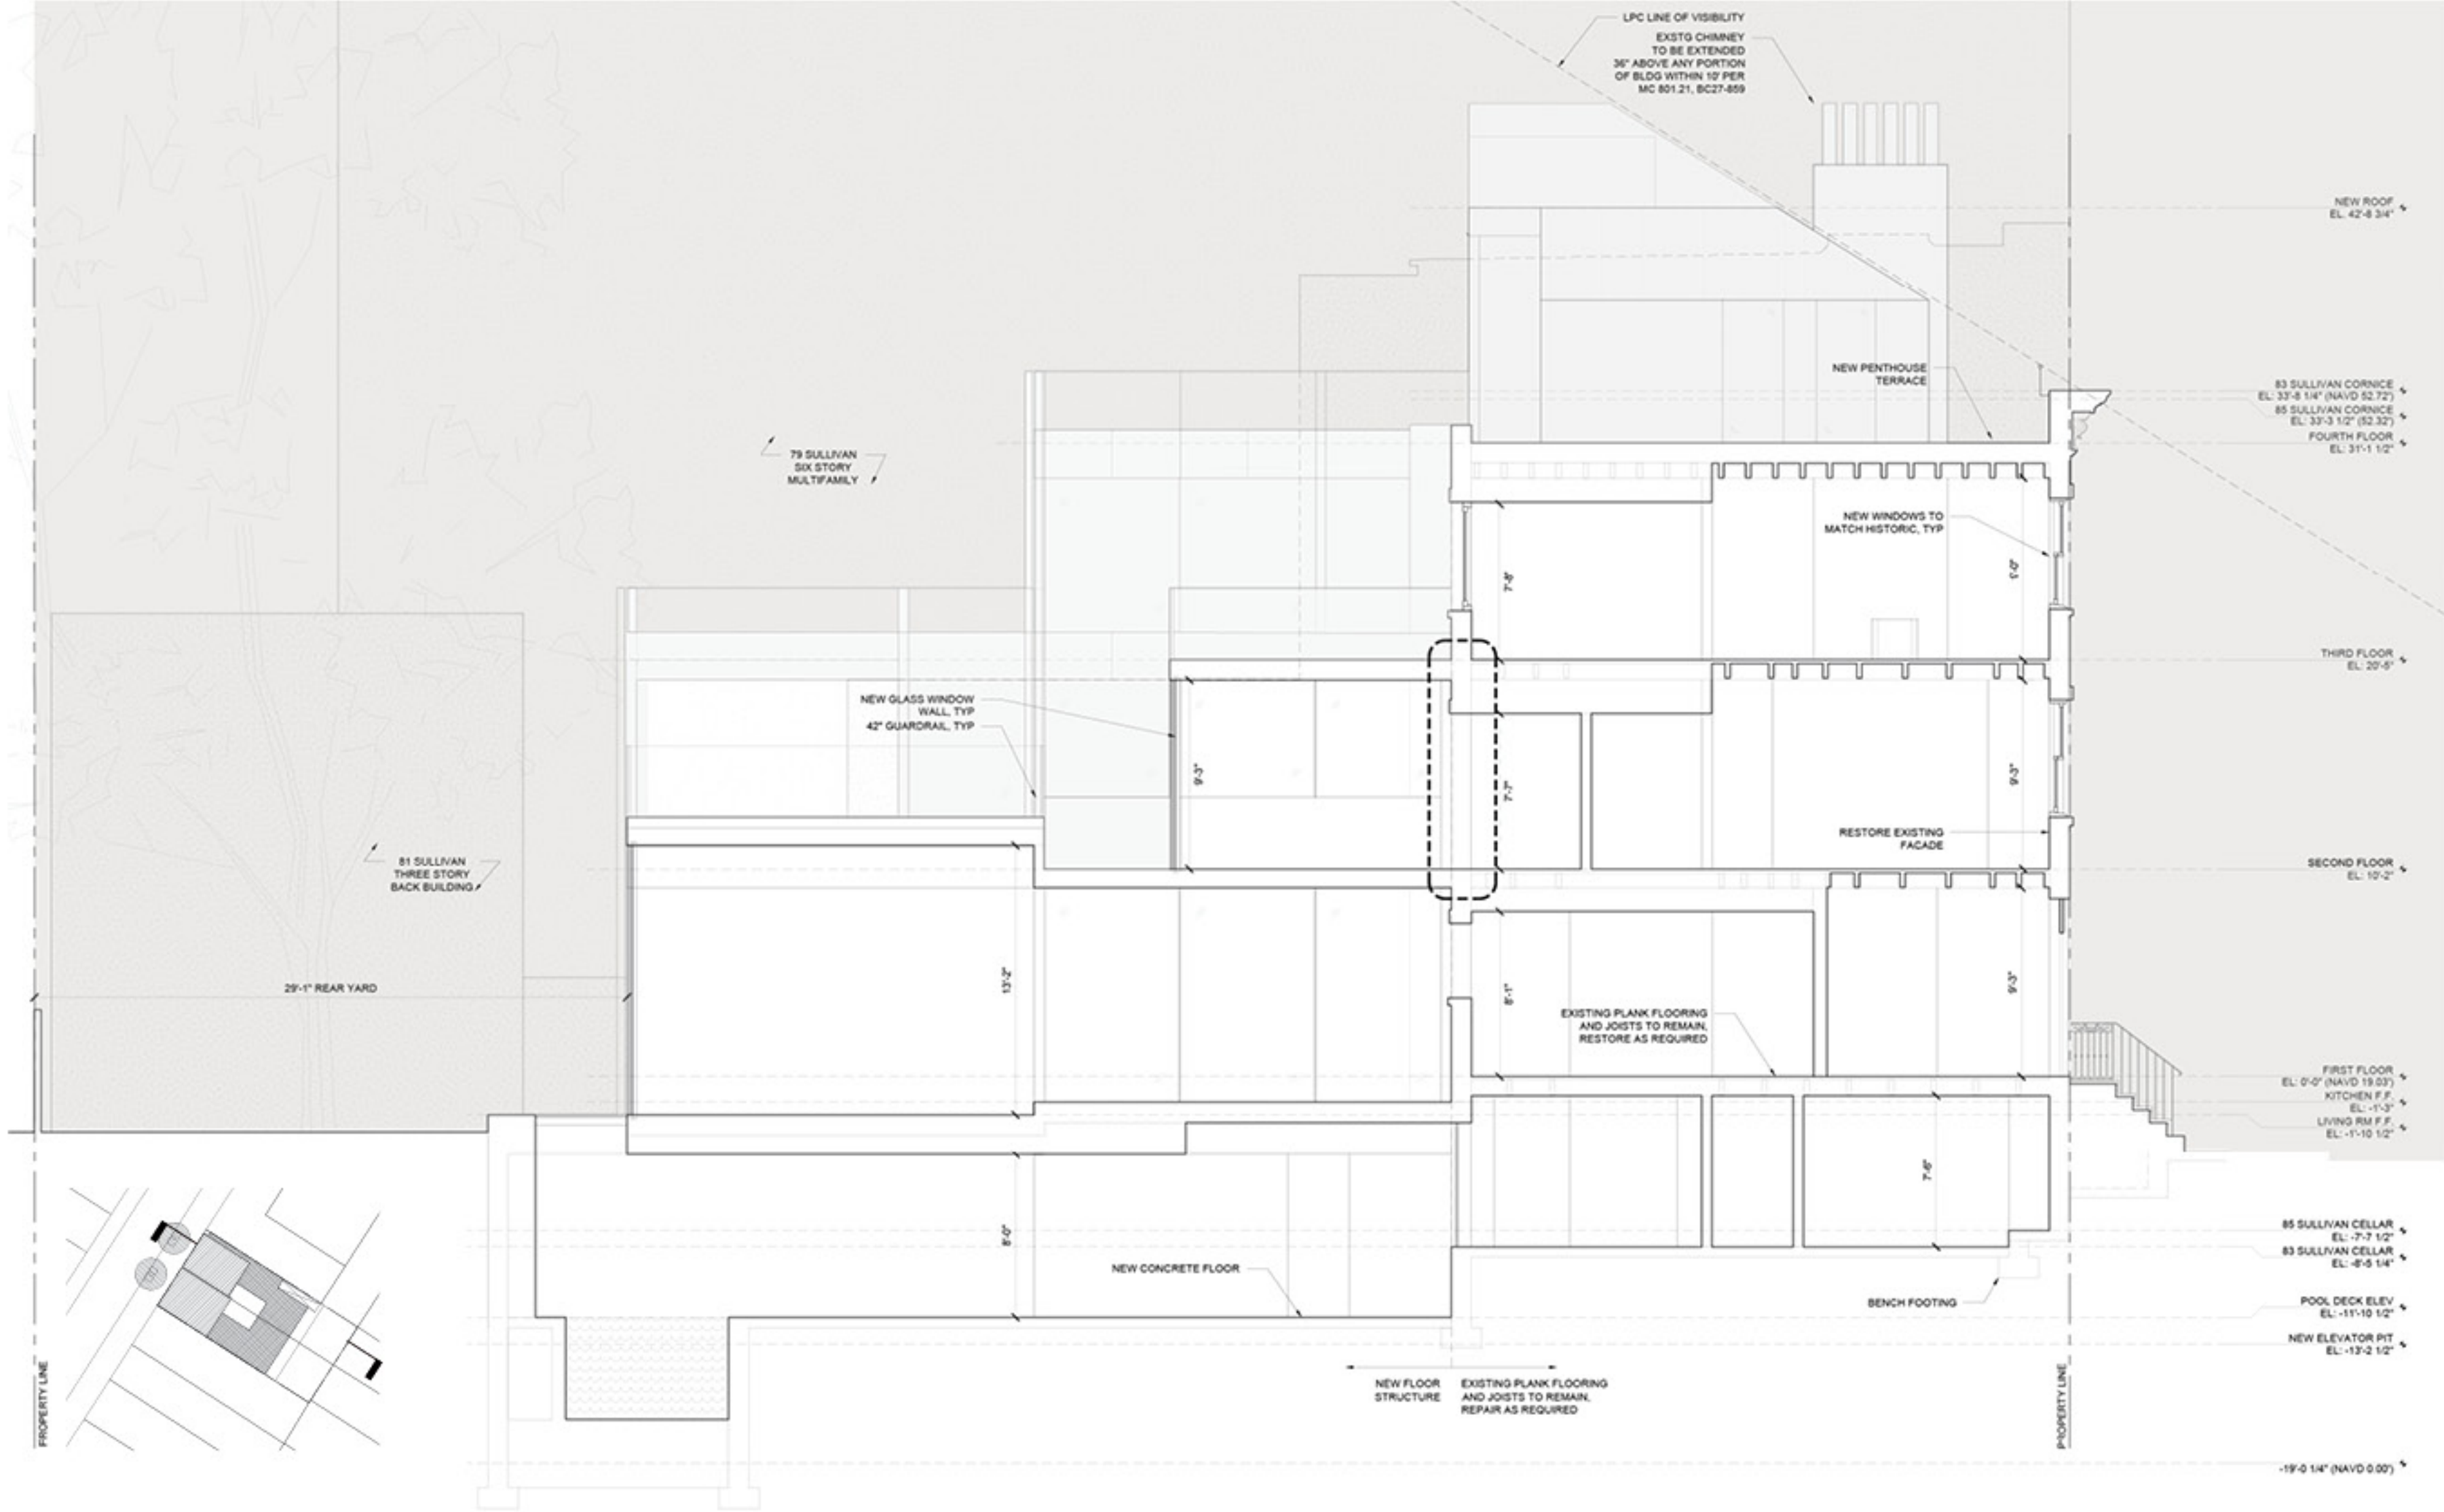 LPC LINE OF VISIBILITY
EXSTG CHIMNEY
TO BE EXTENDED
36" ABOVE ANY PORTION
OF BLDG WITHIN 10' PER
MC 801.21, BC27-859
NEW ROOF
EL. 42'-8 3/4"
NEW PENTHOUSE
TERRACE
83 SULLIVAN CORNICE
EL: 33'-8 1/4" (NAVD 52.72')
85 SULLIVAN CORNICE
EL: 33'-3 1/2" (52.32')
FOURTH FLOOR
EL: 31'-1 1/2"
79 SULLIVAN
SIX STORY
MULTIFAMILY
NEW WINDOWS TO
MATCH HISTORIC, TYP
7'-8"
THIRD FLOOR
EL: 20'-5"
NEW GLASS WINDOW
WALL, TYP
42" GUARDRAIL, TYP
9'-3"
7'-7"
9'-3"
RESTORE EXISTING
FACADE
81 SULLIVAN
THREE STORY
BACK BUILDING
SECOND FLOOR
EL: 10'-2"
29'-1" REAR YARD
13'-2"
8'-1"
9'-3"
EXISTING PLANK FLOORING
AND JOISTS TO REMAIN,
RESTORE AS REQUIRED
FIRST FLOOR
EL: 0'-0" (NAVD 19.03')
KITCHEN F.F.
EL: -1'-3"
LIVING RM F.F.
EL: -1'-10 1/2"
7'-6"
8'-0"
85 SULLIVAN CELLAR
EL: -7'-7 1/2"
83 SULLIVAN CELLAR
EL: -8'-5 1/4"
NEW CONCRETE FLOOR
BENCH FOOTING
POOL DECK ELEV
EL: -11'-10 1/2"
NEW ELEVATOR PIT
EL: -13'-2 1/2"
NEW FLOOR
STRUCTURE
EXISTING PLANK FLOORING
AND JOISTS TO REMAIN,
REPAIR AS REQUIRED
PROPERTY LINE
PROPERTY LINE
-19'-0 1/4" (NAVD 0.00')